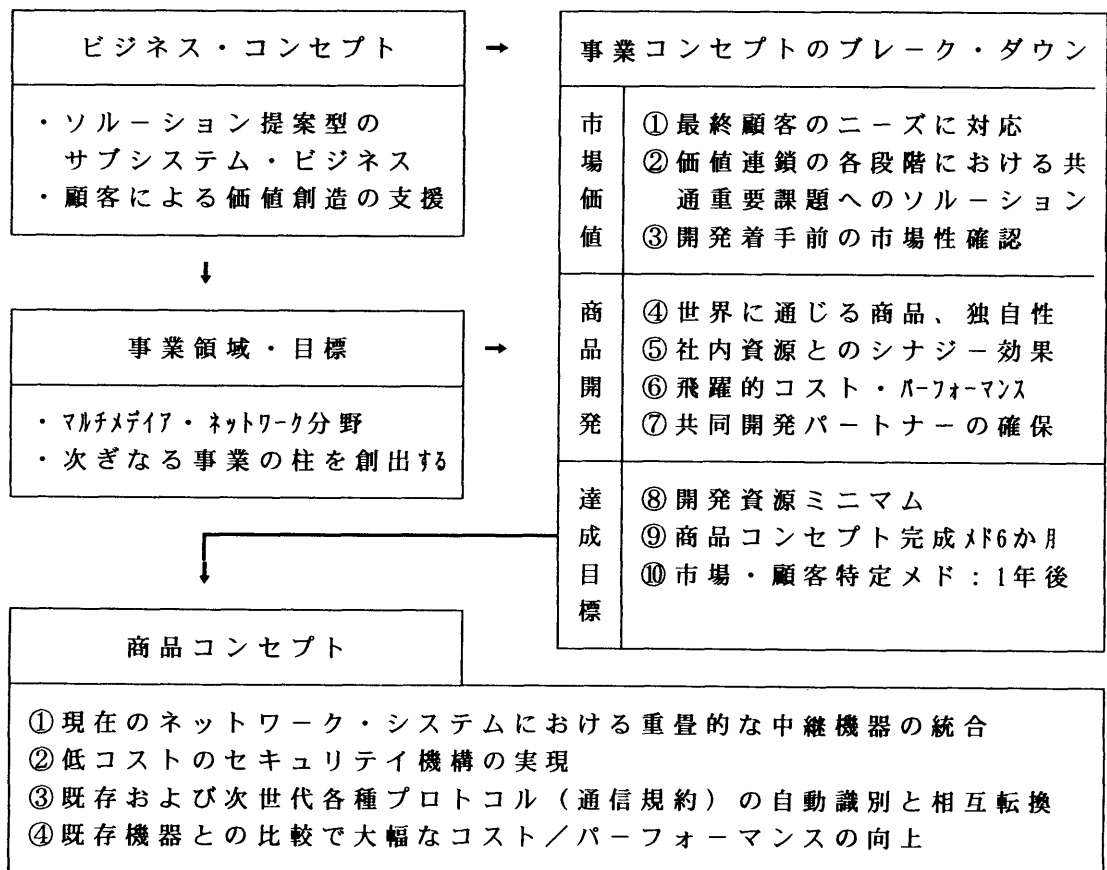 ビジネス・コンセプト
→
・ソルーション提案型の
サブシステム・ビジネス
・顧客による価値創造の支援
↓
事業領域・目標
→
・マルチメデイア・ネットワーク分野
・次ぎなる事業の柱を創出する
事業コンセプトのブレーク・ダウン
市場価値
①最終顧客のニーズに対応
②価値連鎖の各段階における共
通重要課題へのソルーション
③開発着手前の市場性確認
商品開発
④世界に通じる商品、独自性
⑤社内資源とのシナジー効果
⑥飛躍的コスト・パーフォーマンス
⑦共同開発パートナーの確保
達成目標
⑧開発資源ミニマム
⑨商品コンセプト完成メド6か月
⑩市場・顧客特定メド：1年後
商品コンセプト
①現在のネットワーク・システムにおける重畳的な中継機器の統合
②低コストのセキュリテイ機構の実現
③既存および次世代各種プロトコル（通信規約）の自動識別と相互転換
④既存機器との比較で大幅なコスト／パーフォーマンスの向上